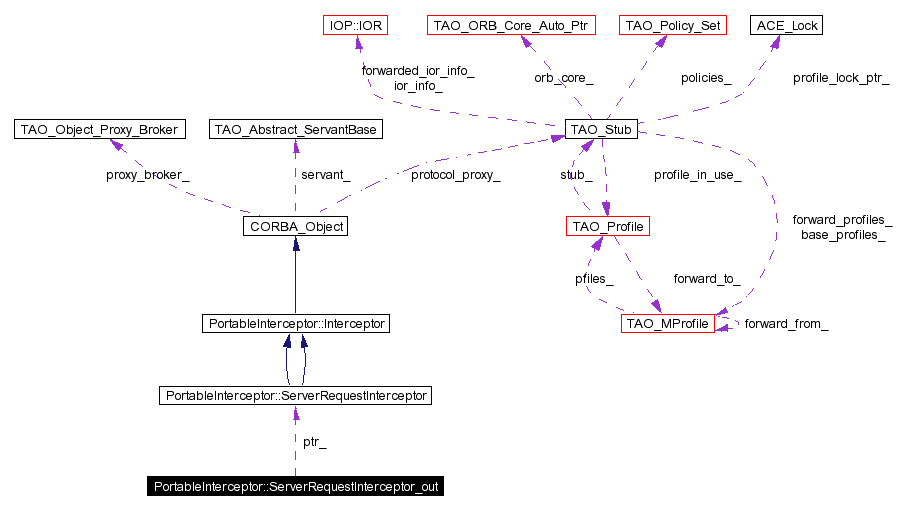 IOP::IOR
TAO_ORB_Core_Auto_Ptr
TAO_Policy_Set
ACE_Lock
forwarded_ior_info_
ior_info_
orb_core_
policies_
profile_lock_ptr_
TAO_Object_Proxy_Broker
TAO_Abstract_ServantBase
TAO_Stub
proxy_broker_
servant_
protocol_proxy_
stub_
profile_in_use_
CORBA_Object
TAO_Profile
forward_profiles_
base_profiles_
pfiles_
forward_to_
PortableInterceptor::Interceptor
TAO_MProfile
forward_from_
PortableInterceptor::ServerRequestInterceptor
ptr_
PortableInterceptor::ServerRequestInterceptor_out